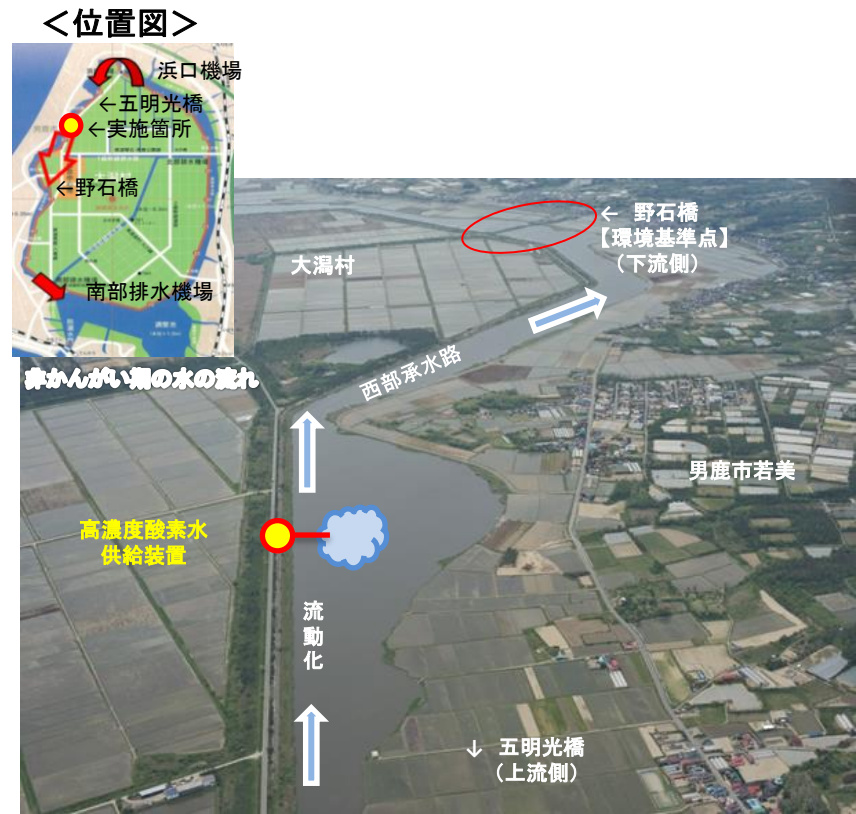 ＜位置図＞
浜口機場
←五明光橋
←実施箇所
←野石橋
南部排水機場
非かんがい期の水の流れ
← 野石橋
【環境基準点】
（下流側）
大潟村
西部承水路
男鹿市若美
高濃度酸素水
供給装置
流動化
↓ 五明光橋
（上流側）